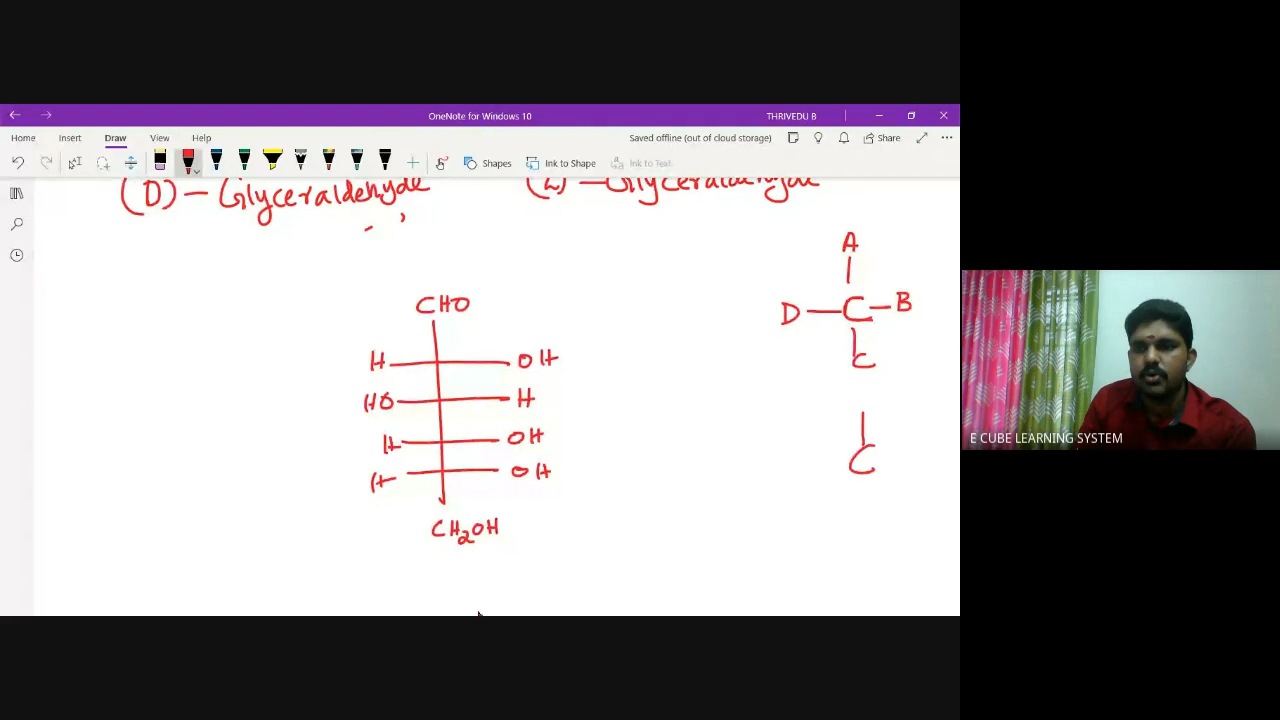 OneNote for Windows 10
THRIVEDU B
Home Insert Draw View Help
Saved offline (out of cloud storage)
Share
Shapes
Ink to Shape
Ink to Text
(D) – Glyceraldehyde
(L) – Glyceraldehyde
A
D C B
C
CHO
H OH
HO H
H OH
H OH
CH2OH
C
E CUBE LEARNING SYSTEM